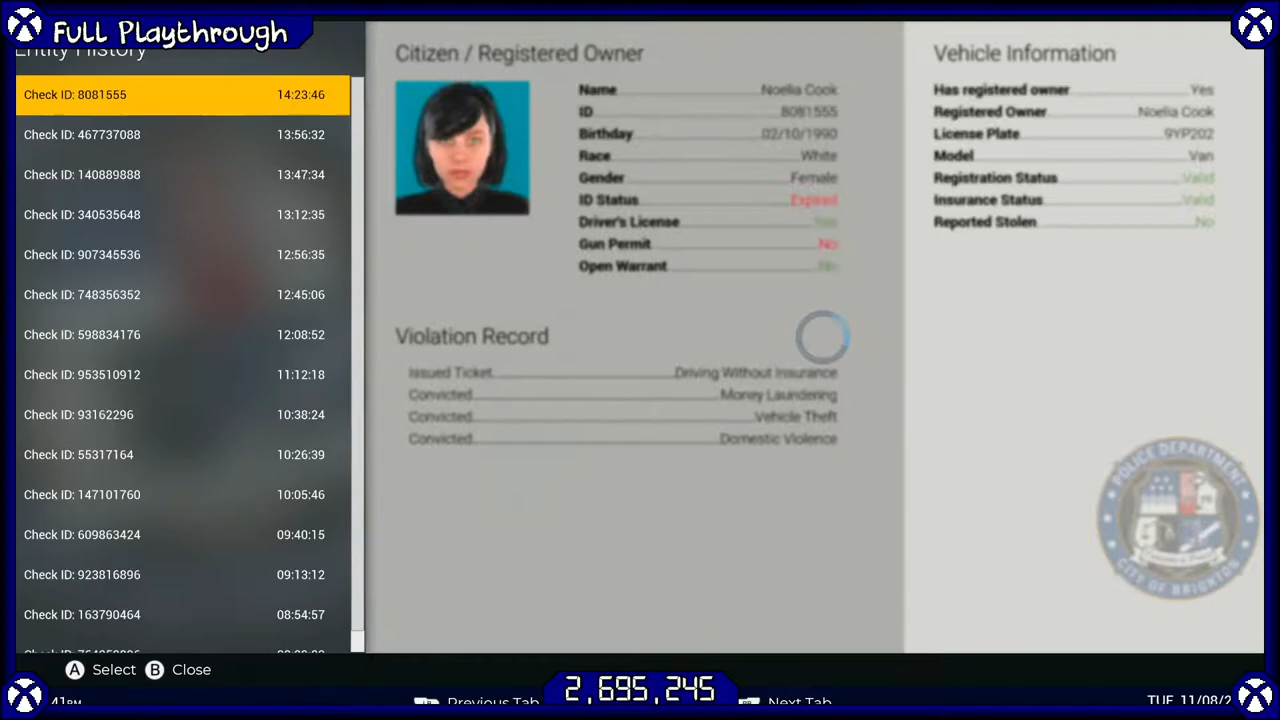 Full Playthrough
Entity History
Check ID: 8081555 14:23:46
Check ID: 467737088 13:56:32
Check ID: 140889888 13:47:34
Check ID: 340535648 13:12:35
Check ID: 907345536 12:56:35
Check ID: 748356352 12:45:06
Check ID: 598834176 12:08:52
Check ID: 953510912 11:12:18
Check ID: 93162296 10:38:24
Check ID: 55317164 10:26:39
Check ID: 147101760 10:05:46
Check ID: 609863424 09:40:15
Check ID: 923816896 09:13:12
Check ID: 163790464 08:54:57
Citizen / Registered Owner
Name Noelia Cook
ID 8081555
Birthday 02/10/1990
Race White
Gender Female
ID Status Expired
Driver's License Yes
Gun Permit No
Open Warrant No
Violation Record
Issued Ticket Driving Without Insurance
Convicted Money Laundering
Convicted Vehicle Theft
Convicted Domestic Violence
Vehicle Information
Has registered owner Yes
Registered Owner Noelia Cook
License Plate 9YP202
Model Van
Registration Status Valid
Insurance Status Valid
Reported Stolen No
POLICE DEPARTMENT
CITY OF BRIGHTON
A Select B Close
41PM
Previous Tab
2,695,245
Next Tab
TUE 11/08/2